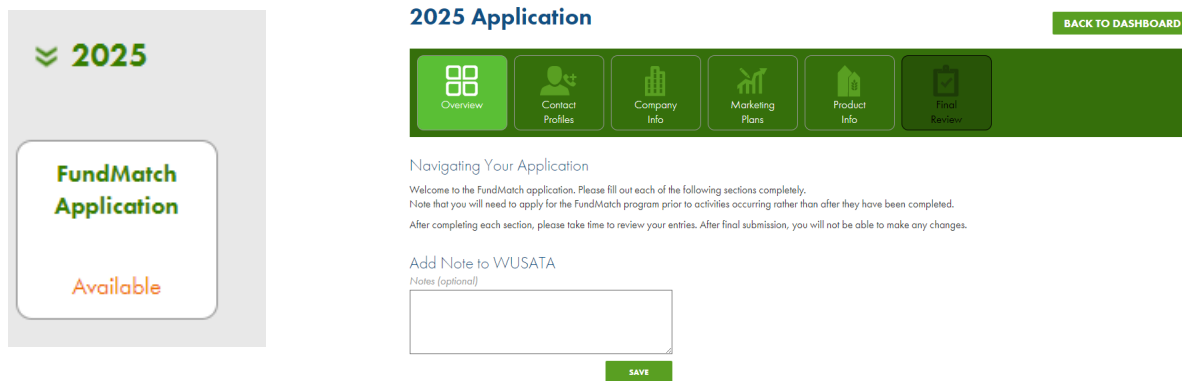 2025
FundMatch
Application
Available
2025 Application
BACK TO DASHBOARD
Overview
Contact
Profiles
Company
Info
Marketing
Plans
Product
Info
Final
Review
Navigating Your Application
Welcome to the FundMatch application. Please fill out each of the following sections completely.
Note that you will need to apply for the FundMatch program prior to activities occurring rather than after they have been completed.
After completing each section, please take time to review your entries. After final submission, you will not be able to make any changes.
Add Note to WUSATA
Notes (optional)
SAVE